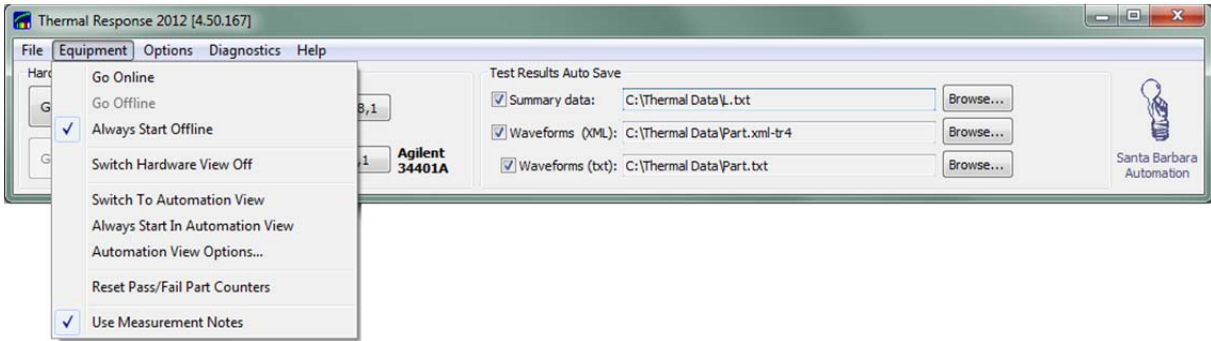 Thermal Response 2012 [4.50.167]
File Equipment Options Diagnostics Help
Hard
Test Results Auto Save
Go Online
Go Offline
Always Start Offline
Switch Hardware View Off
Switch To Automation View
Always Start In Automation View
Automation View Options...
Reset Pass/Fail Part Counters
Use Measurement Notes
G
8,1
G
,1
Agilent
34401A
Summary data: C:\Thermal Data\L.txt Browse...
Waveforms (XML): C:\Thermal Data\Part.xml-tr4 Browse...
Waveforms (txt): C:\Thermal Data\Part.txt Browse...
Santa Barbara
Automation